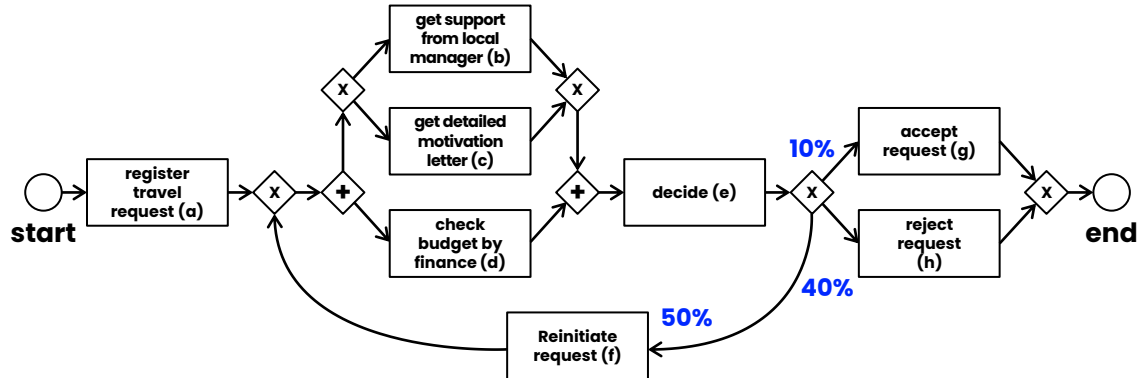 get support
from local
manager (b)
X
X
get detailed
motivation
letter (c)
10%
accept
request (g)
register
travel
request (a)
X
+
+
decide (e)
X
X
start
check
budget by
finance (d)
reject
request
(h)
end
40%
50%
Reinitiate
request (f)